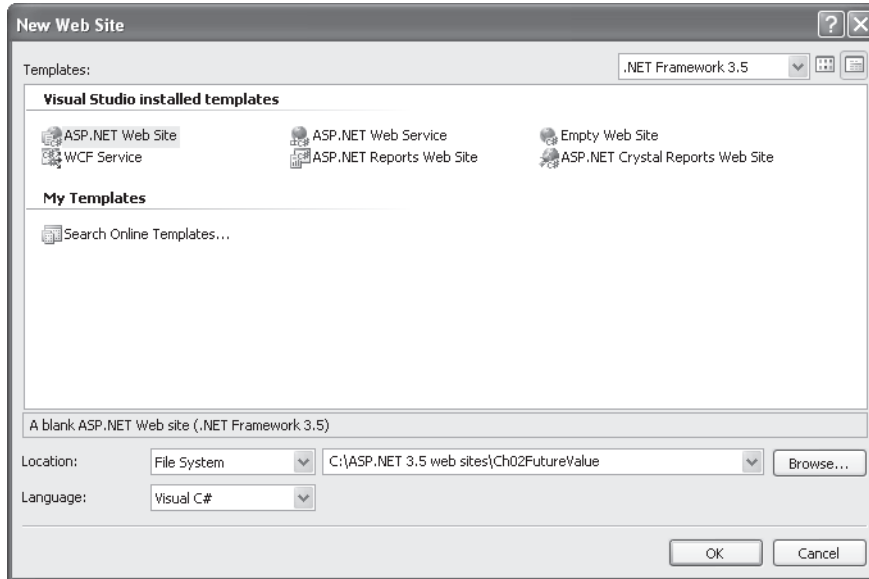 New Web Site
Templates:
.NET Framework 3.5
Visual Studio installed templates
ASP.NET Web Site
ASP.NET Web Service
Empty Web Site
WCF Service
ASP.NET Reports Web Site
ASP.NET Crystal Reports Web Site
My Templates
Search Online Templates...
A blank ASP.NET Web site (.NET Framework 3.5)
Location:
File System
C:\ASP.NET 3.5 web sites\Ch02FutureValue
Browse...
Language:
Visual C#
OK
Cancel